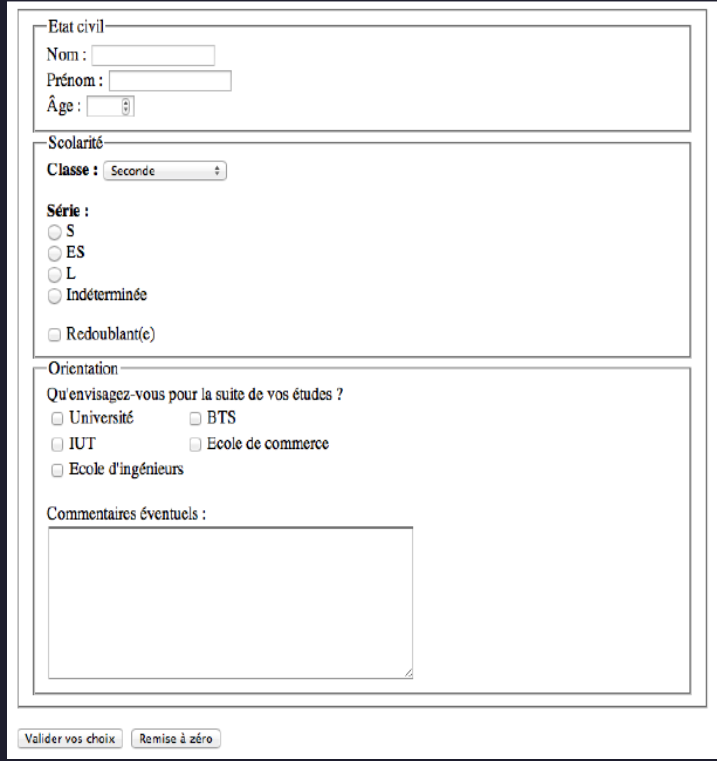 Etat civil
Nom :
Prénom :
Âge :
Scolarité
Classe : Seconde
Série :
S
ES
L
Indéterminée
Redoublant(e)
Orientation
Qu'envisagez-vous pour la suite de vos études ?
Université BTS
IUT Ecole de commerce
Ecole d'ingénieurs
Commentaires éventuels :
Valider vos choix Remise à zéro